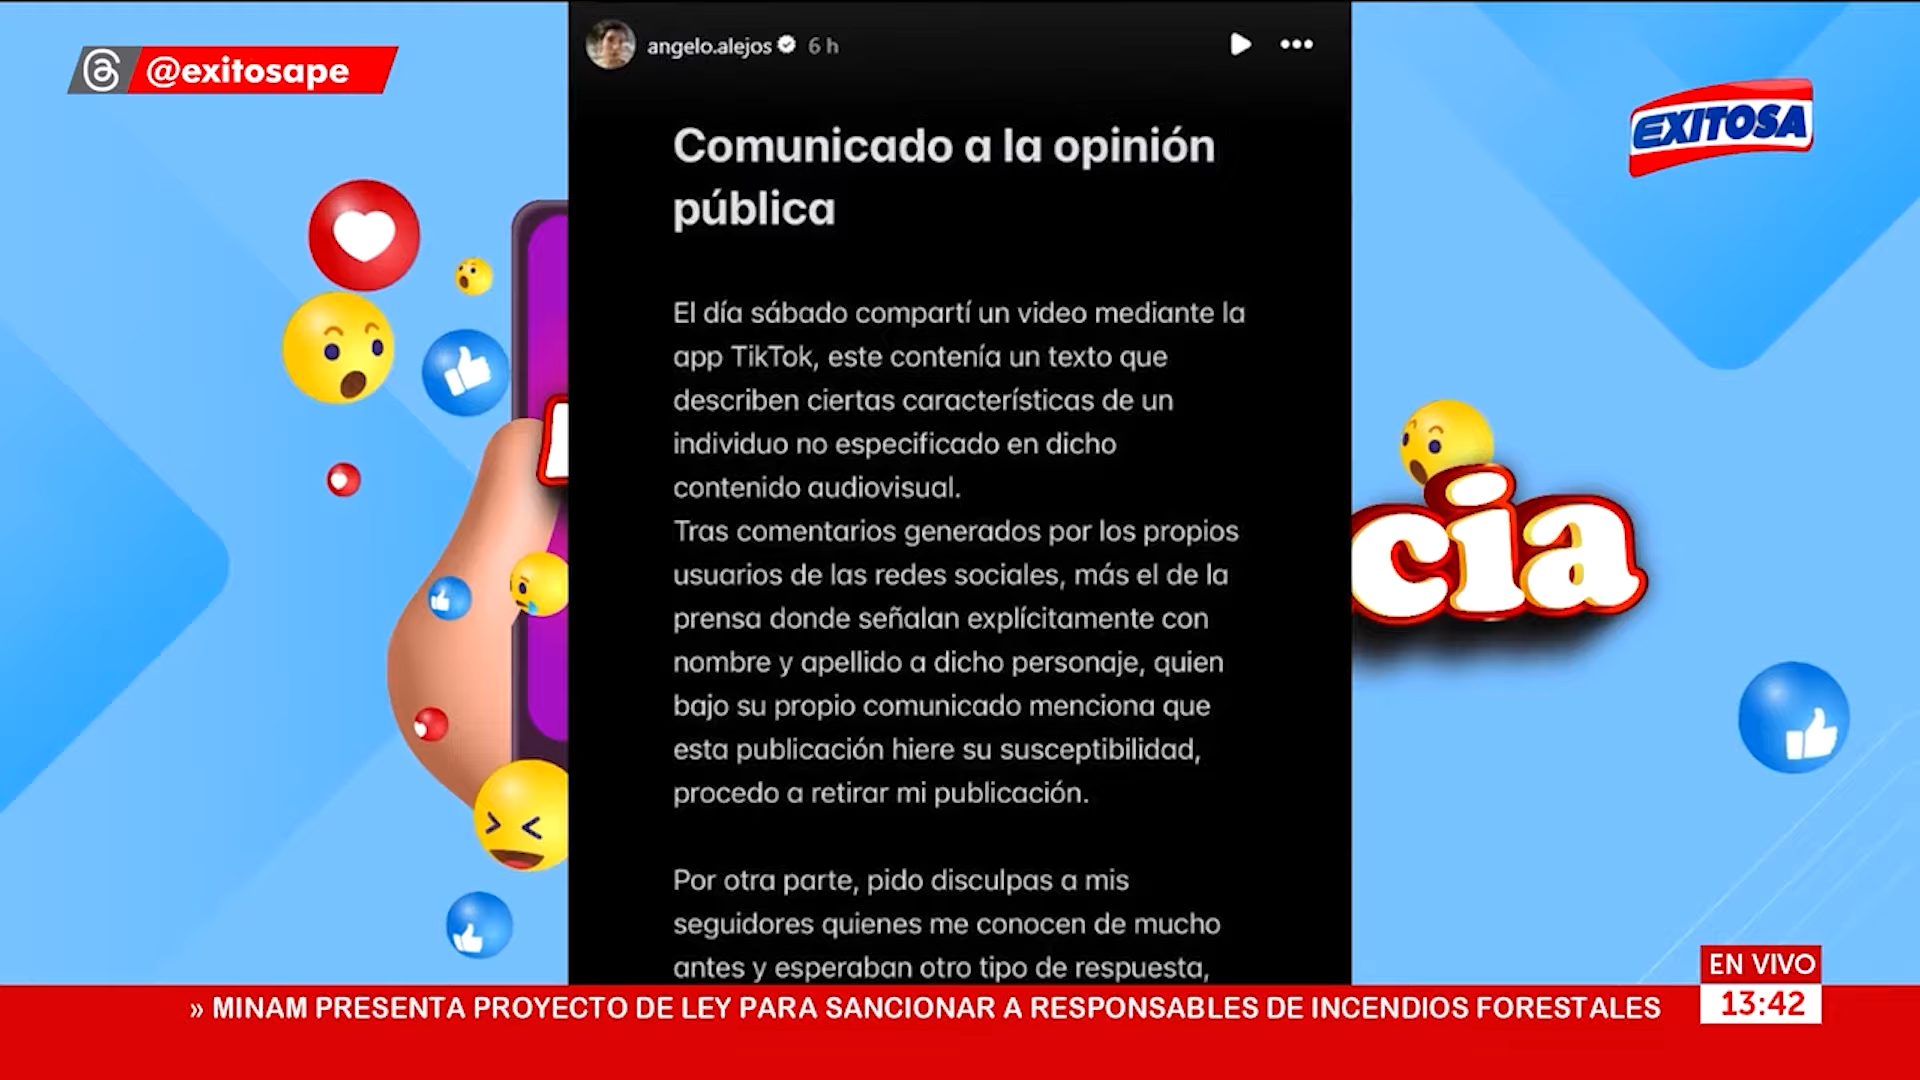 @exitosape
angelo.alejos 6 h
EXITOSA
Comunicado a la opinión
pública
El día sábado compartí un video mediante la
app TikTok, este contenía un texto que
describen ciertas características de un
individuo no especificado en dicho
contenido audiovisual.
Tras comentarios generados por los propios
usuarios de las redes sociales, más el de la
prensa donde señalan explícitamente con
nombre y apellido a dicho personaje, quien
bajo su propio comunicado menciona que
esta publicación hiere su susceptibilidad,
procedo a retirar mi publicación.
Por otra parte, pido disculpas a mis
seguidores quienes me conocen de mucho
antes y esperaban otro tipo de respuesta,
cia
EN VIVO
13:42
» MINAM PRESENTA PROYECTO DE LEY PARA SANCIONAR A RESPONSABLES DE INCENDIOS FORESTALES